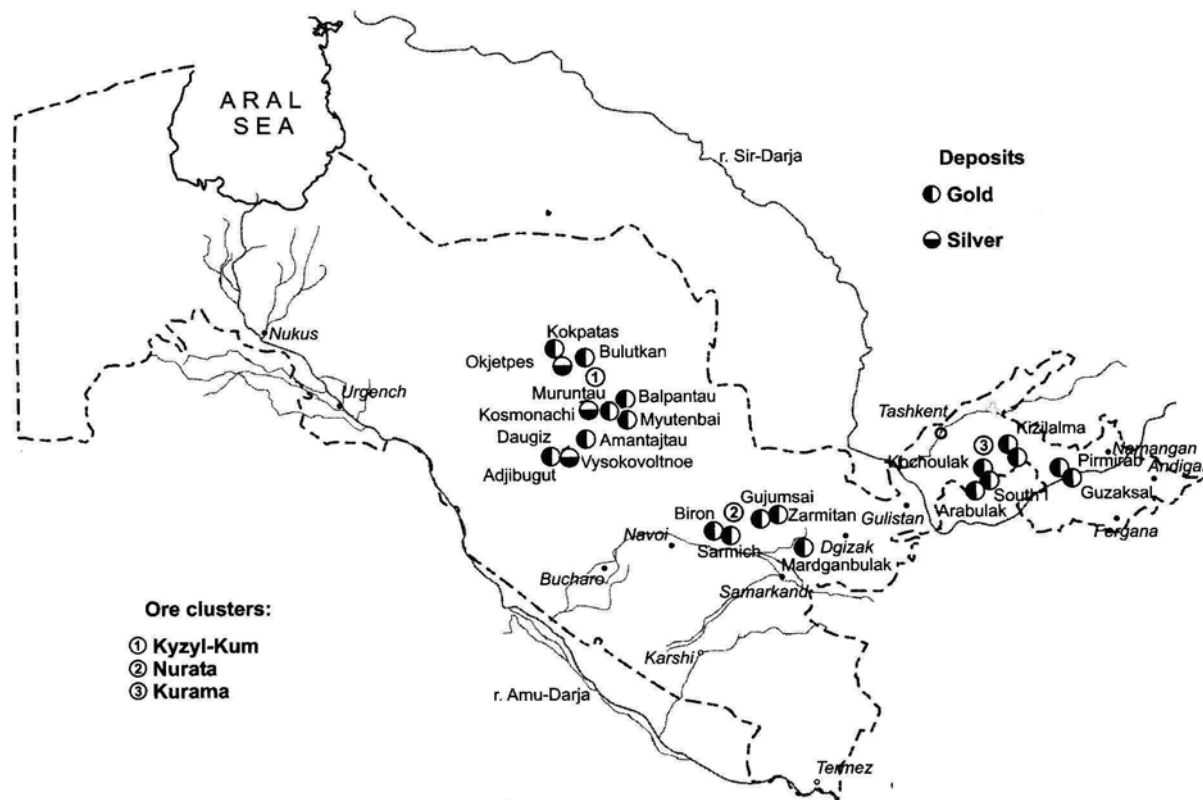 ARAL
SEA
r. Sir-Darja
Deposits
Gold
Silver
Nukus
Urgench
Kokpatas
Okjetpes
Bulutkan
1
Muruntau
Balpantau
Kosmonachi
Myutenbai
Daugiz
Amantajtau
Adjibugut
Vysokovoltnoe
Tashkent
3
Kizilalma
Kochoulak
Namangan
Pirmirab
Andigan
South I
Guzaksal
Arabulak
Fergana
Gujumsai
Biron
2
Zarmitan
Gulistan
Navoi
Sarmich
Dgizak
Mardganbulak
Bucharo
Samarkand
Ore clusters:
1 Kyzyl-Kum
2 Nurata
3 Kurama
Karshi
r. Amu-Darja
Termez